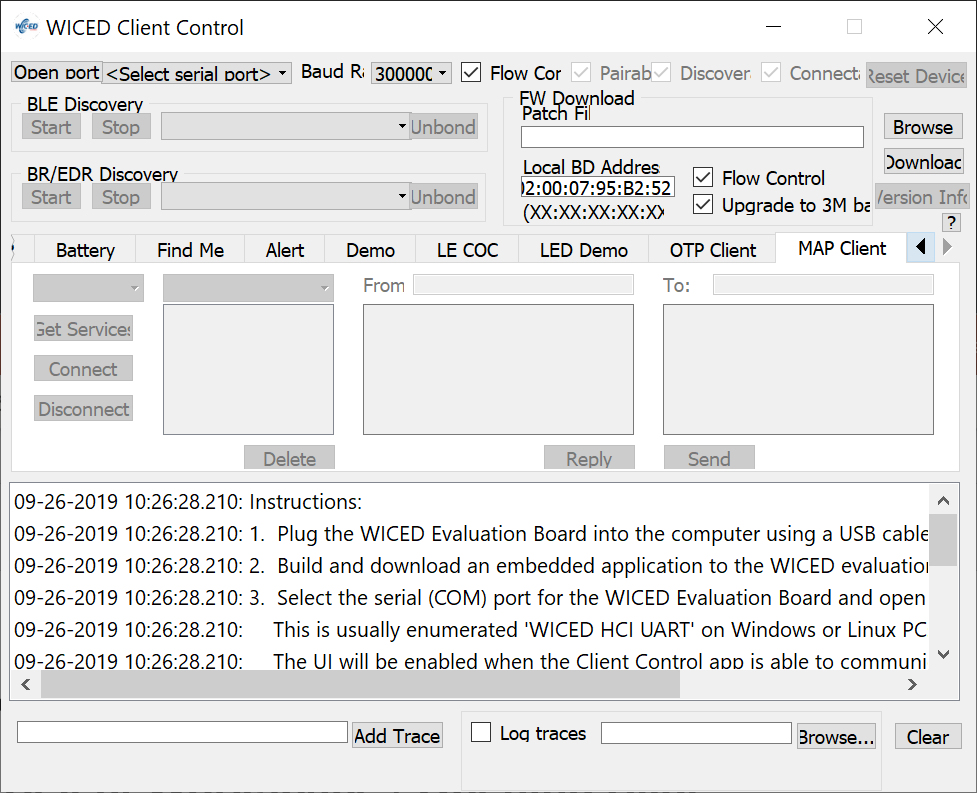 WICED WICED Client Control
Open port <Select serial port> Baud Ra 300000 Flow Cor Pairab Discover Connecta Reset Device
BLE Discovery
Start Stop Unbond
BR/EDR Discovery
Start Stop Unbond
FW Download
Patch Fil
Local BD Addres
02:00:07:95:B2:52
(XX:XX:XX:XX:XX
Flow Control
Upgrade to 3M ba
Browse
Download
Version Info
?
Battery Find Me Alert Demo LE COC LED Demo OTP Client MAP Client
From To:
Get Services
Connect
Disconnect
Delete Reply Send
09-26-2019 10:26:28.210: Instructions:
09-26-2019 10:26:28.210: 1. Plug the WICED Evaluation Board into the computer using a USB cable
09-26-2019 10:26:28.210: 2. Build and download an embedded application to the WICED evaluation
09-26-2019 10:26:28.210: 3. Select the serial (COM) port for the WICED Evaluation Board and open
09-26-2019 10:26:28.210: This is usually enumerated 'WICED HCI UART' on Windows or Linux PC
09-26-2019 10:26:28.210: The UI will be enabled when the Client Control app is able to communi
Add Trace Log traces Browse... Clear